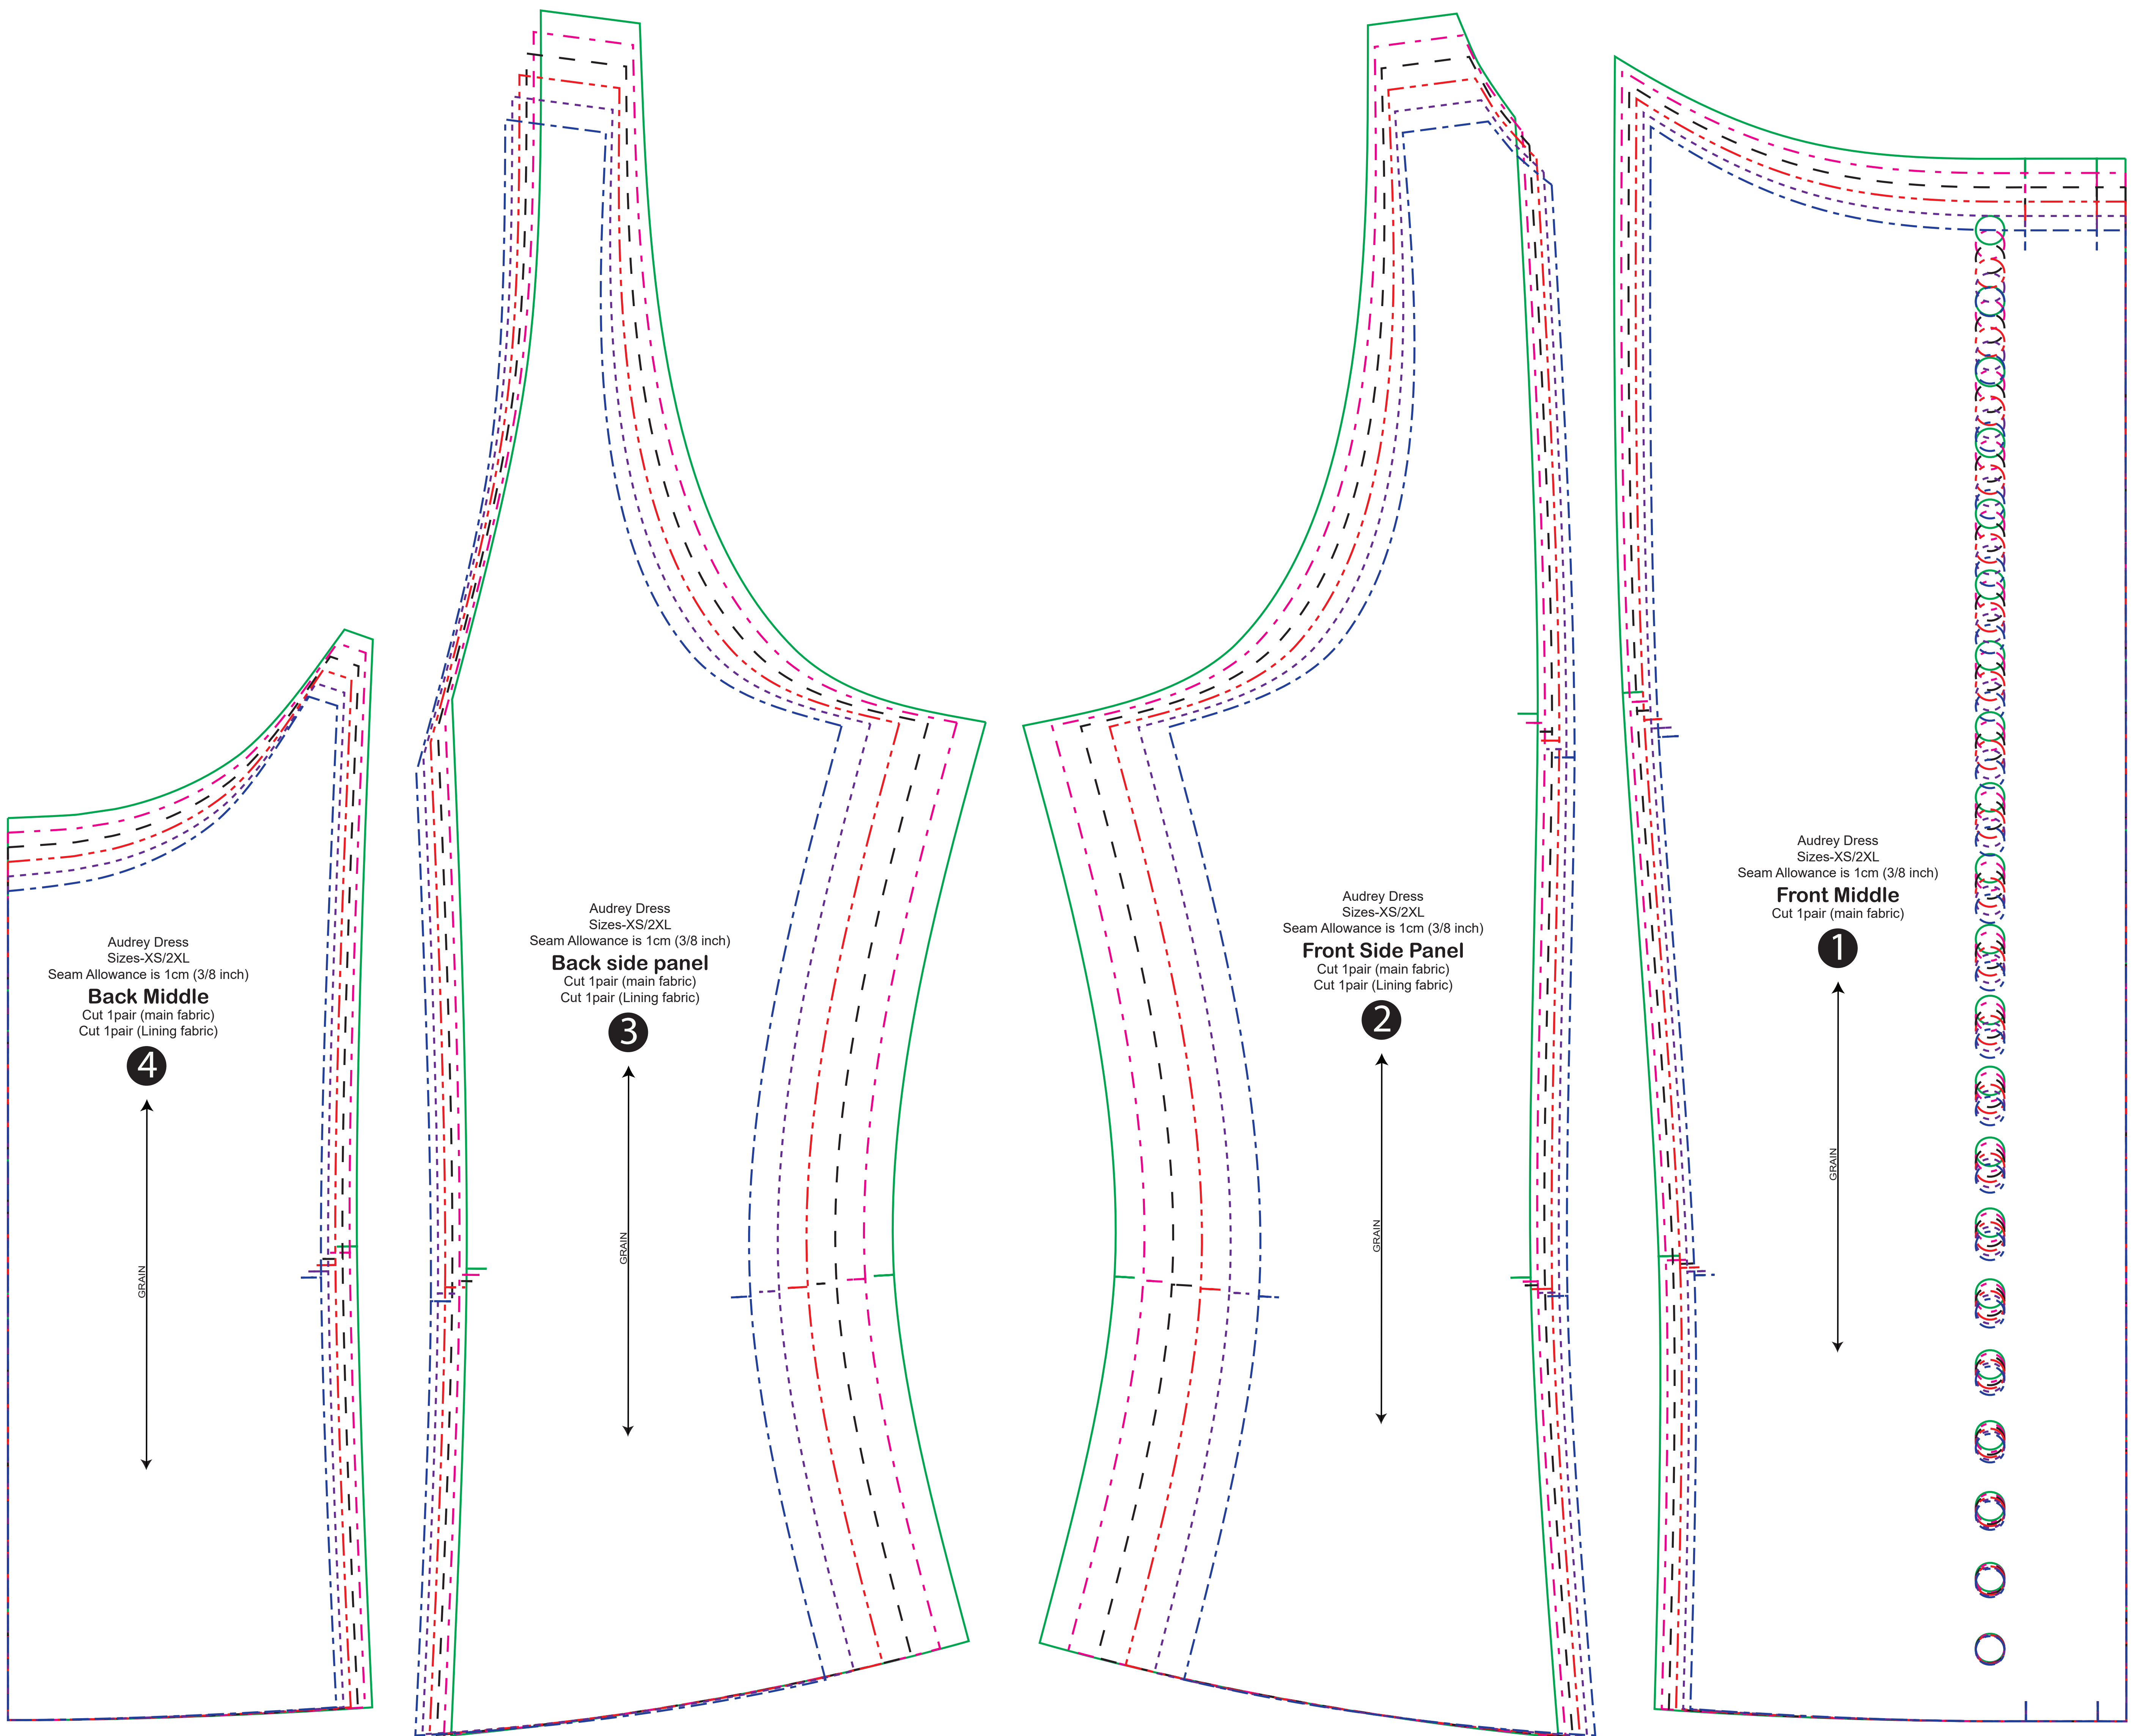 Audrey Dress
Sizes-XS/2XL
Seam Allowance is 1cm (3/8 inch)
Back Middle
Cut 1pair (main fabric)
Cut 1pair (Lining fabric)
4
GRAIN
Audrey Dress
Sizes-XS/2XL
Seam Allowance is 1cm (3/8 inch)
Back side panel
Cut 1pair (main fabric)
Cut 1pair (Lining fabric)
3
GRAIN
Audrey Dress
Sizes-XS/2XL
Seam Allowance is 1cm (3/8 inch)
Front Side Panel
Cut 1pair (main fabric)
Cut 1pair (Lining fabric)
2
GRAIN
Audrey Dress
Sizes-XS/2XL
Seam Allowance is 1cm (3/8 inch)
Front Middle
Cut 1pair (main fabric)
1
GRAIN